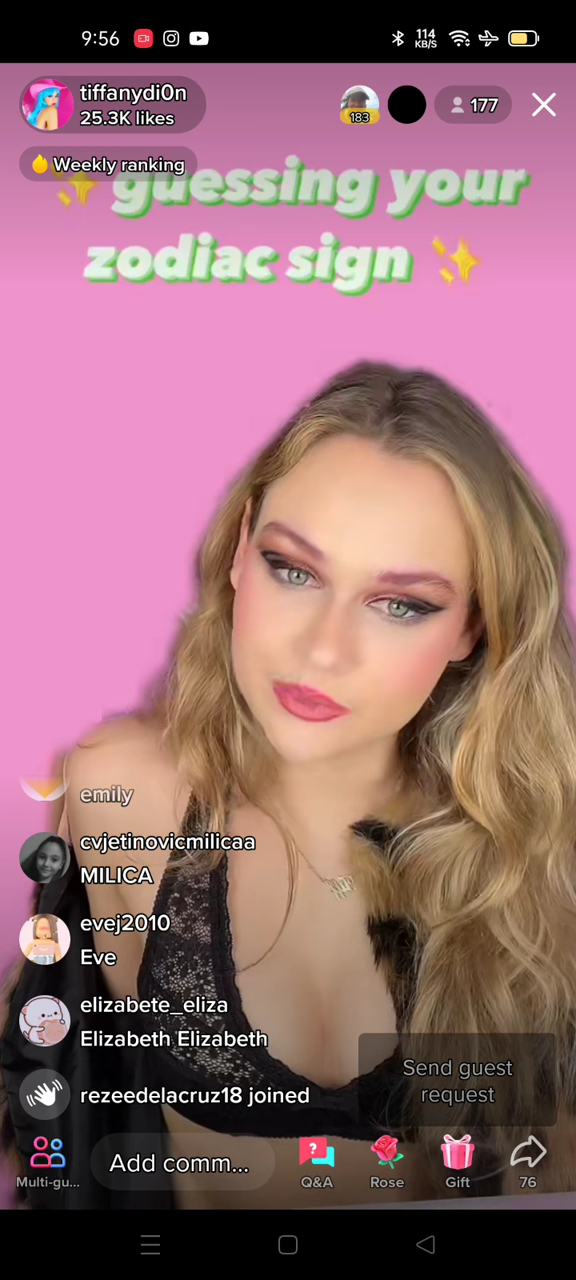 9:56
114
KB/S
tiffanydi0n
25.3K likes
183
177
Weekly ranking
guessing your
zodiac sign
emily
cvjetinovicmilicaa
MILICA
evej2010
Eve
elizabete_eliza
Elizabeth Elizabeth
rezeedelacruz18 joined
Send guest
request
Multi-gu...
Add comm...
Q&A
Rose
Gift
76